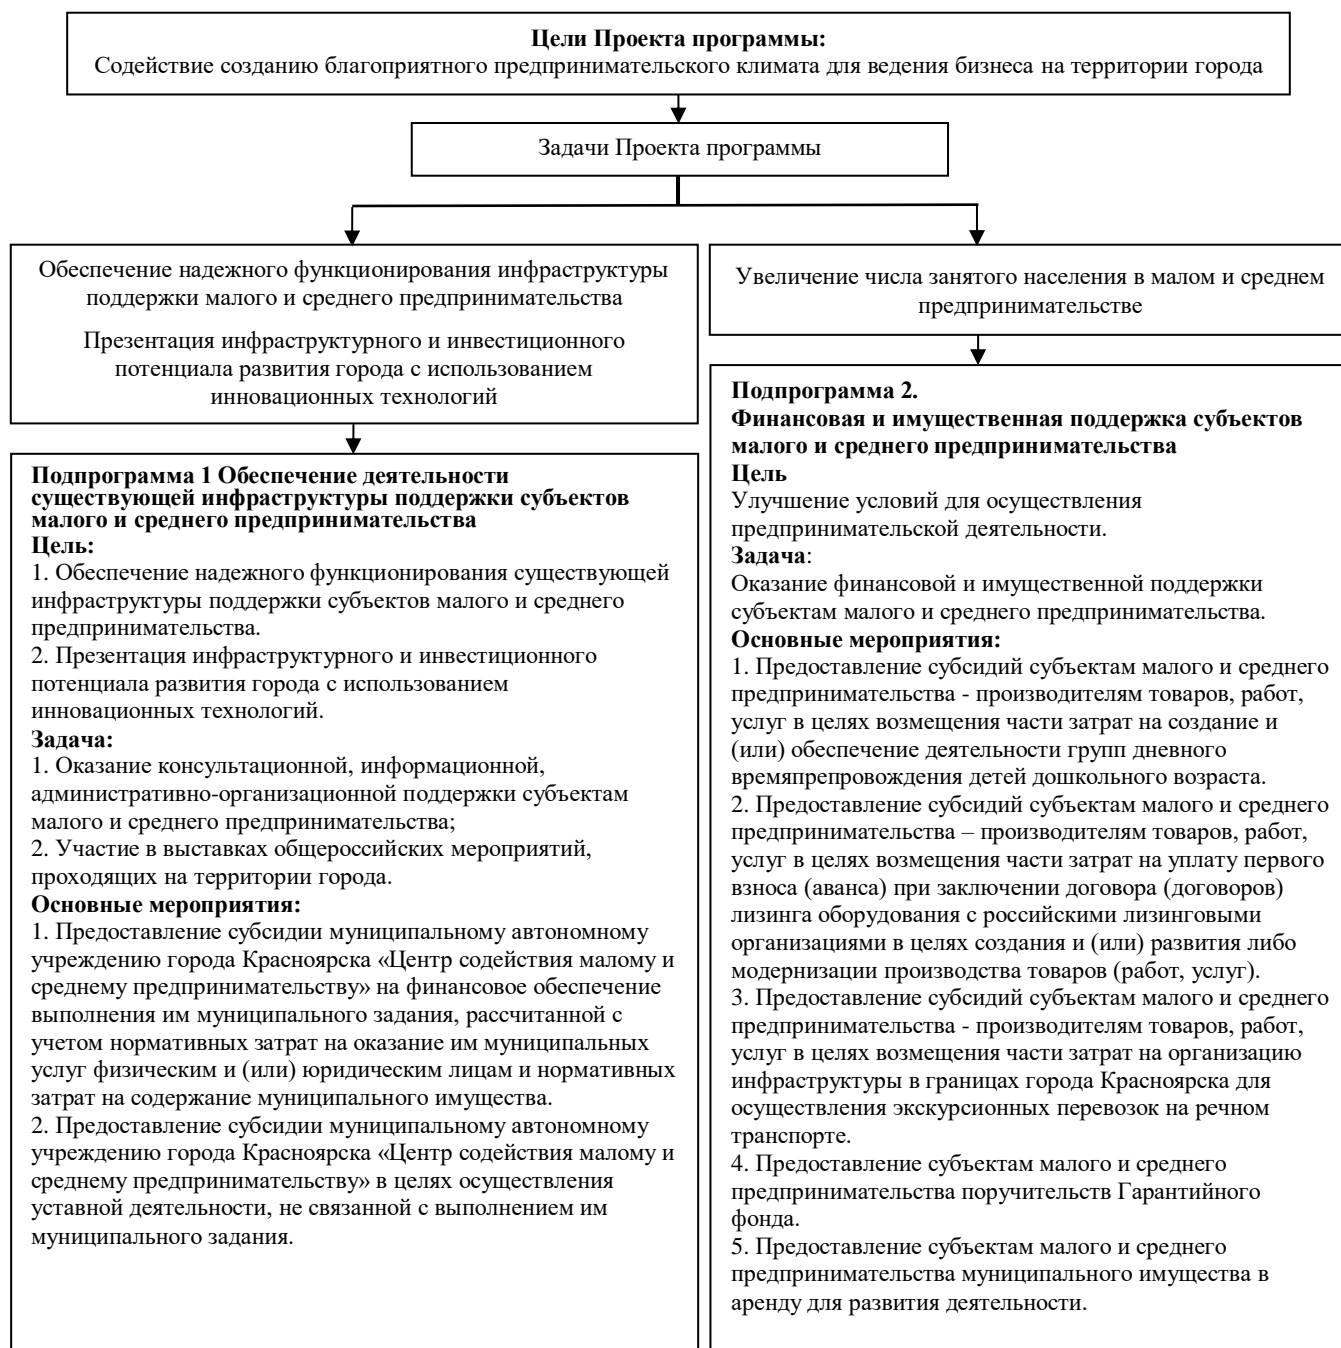 Цели Проекта программы:
Содействие созданию благоприятного предпринимательского климата для ведения бизнеса на территории города
Задачи Проекта программы
Обеспечение надежного функционирования инфраструктуры
поддержки малого и среднего предпринимательства
Презентация инфраструктурного и инвестиционного
потенциала развития города с использованием
инновационных технологий
Подпрограмма 1 Обеспечение деятельности
существующей инфраструктуры поддержки субъектов
малого и среднего предпринимательства
Цель:
1. Обеспечение надежного функционирования существующей
инфраструктуры поддержки субъектов малого и среднего
предпринимательства.
2. Презентация инфраструктурного и инвестиционного
потенциала развития города с использованием
инновационных технологий.
Задача:
1. Оказание консультационной, информационной,
административно-организационной поддержки субъектам
малого и среднего предпринимательства;
2. Участие в выставках общероссийских мероприятий,
проходящих на территории города.
Основные мероприятия:
1. Предоставление субсидии муниципальному автономному
учреждению города Красноярска «Центр содействия малому и
среднему предпринимательству» на финансовое обеспечение
выполнения им муниципального задания, рассчитанной с
учетом нормативных затрат на оказание им муниципальных
услуг физическим и (или) юридическим лицам и нормативных
затрат на содержание муниципального имущества.
2. Предоставление субсидии муниципальному автономному
учреждению города Красноярска «Центр содействия малому и
среднему предпринимательству» в целях осуществления
уставной деятельности, не связанной с выполнением им
муниципального задания.
Увеличение числа занятого населения в малом и среднем
предпринимательстве
Подпрограмма 2.
Финансовая и имущественная поддержка субъектов
малого и среднего предпринимательства
Цель
Улучшение условий для осуществления
предпринимательской деятельности.
Задача:
Оказание финансовой и имущественной поддержки
субъектам малого и среднего предпринимательства.
Основные мероприятия:
1. Предоставление субсидий субъектам малого и среднего
предпринимательства - производителям товаров, работ,
услуг в целях возмещения части затрат на создание и
(или) обеспечение деятельности групп дневного
времяпрепровождения детей дошкольного возраста.
2. Предоставление субсидий субъектам малого и среднего
предпринимательства – производителям товаров, работ,
услуг в целях возмещения части затрат на уплату первого
взноса (аванса) при заключении договора (договоров)
лизинга оборудования с российскими лизинговыми
организациями в целях создания и (или) развития либо
модернизации производства товаров (работ, услуг).
3. Предоставление субсидий субъектам малого и среднего
предпринимательства - производителям товаров, работ,
услуг в целях возмещения части затрат на организацию
инфраструктуры в границах города Красноярска для
осуществления экскурсионных перевозок на речном
транспорте.
4. Предоставление субъектам малого и среднего
предпринимательства поручительств Гарантийного
фонда.
5. Предоставление субъектам малого и среднего
предпринимательства муниципального имущества в
аренду для развития деятельности.